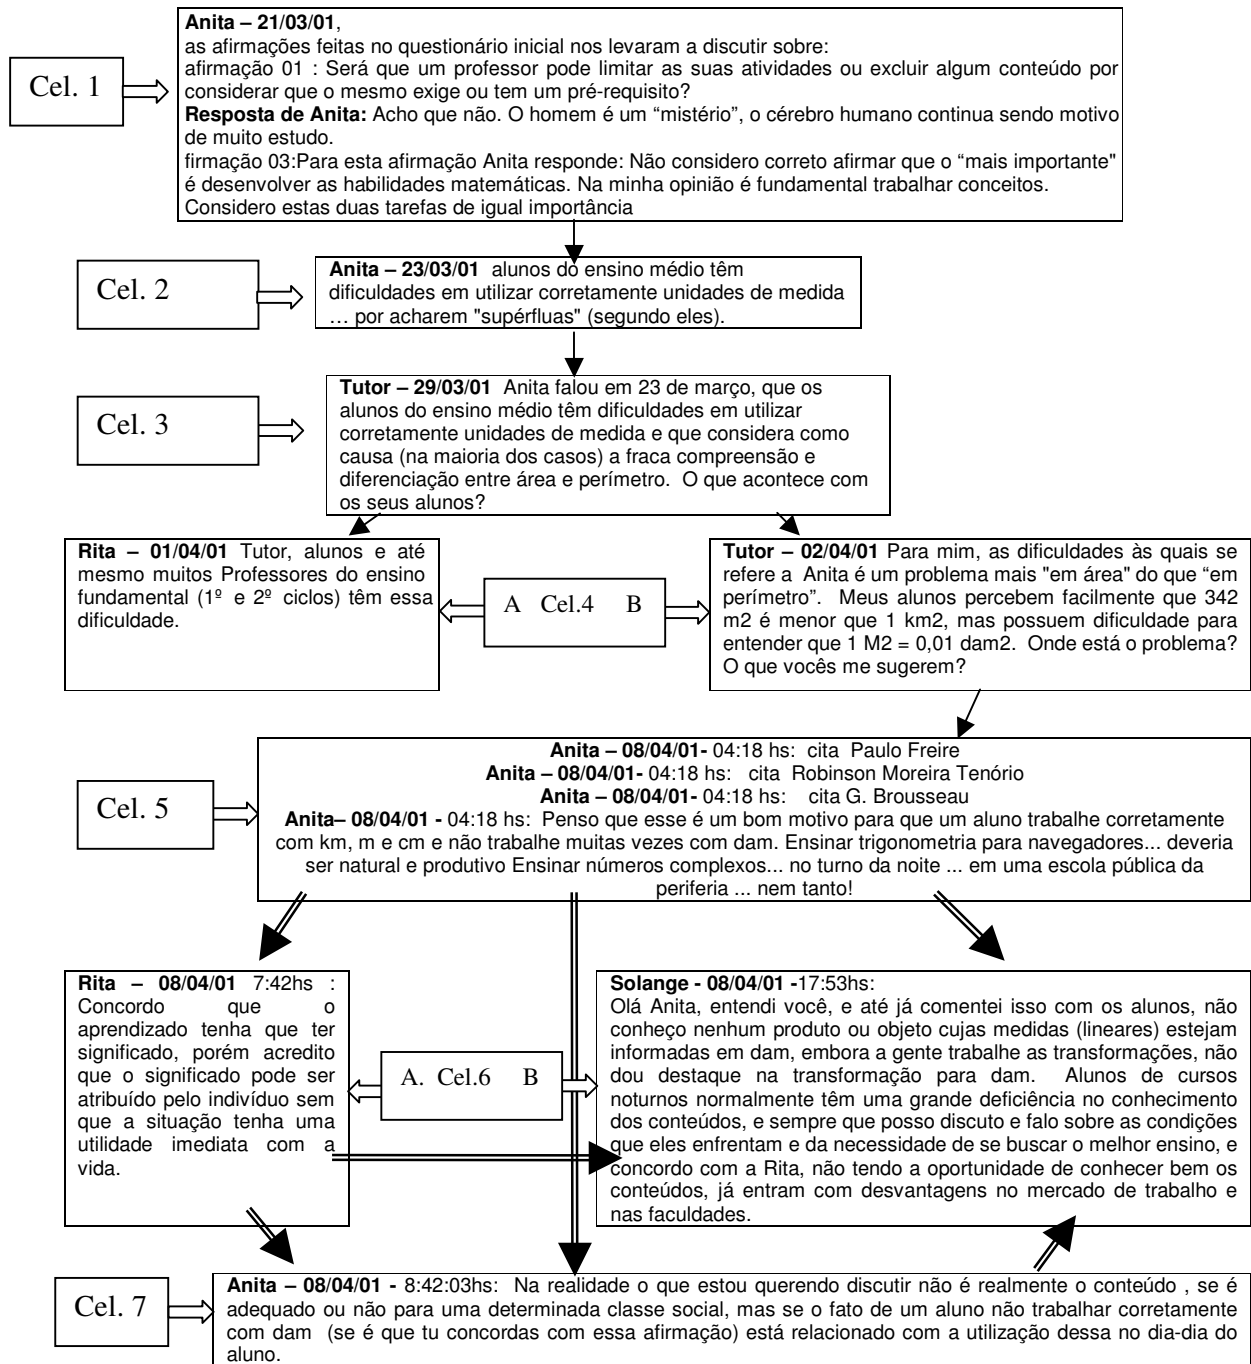 Cel. 1
Anita – 21/03/01,
as afirmações feitas no questionário inicial nos levaram a discutir sobre:
afirmação 01 : Será que um professor pode limitar as suas atividades ou excluir algum conteúdo por
considerar que o mesmo exige ou tem um pré-requisito?
Resposta de Anita: Acho que não. O homem é um “mistério”, o cérebro humano continua sendo motivo
de muito estudo.
firmação 03:Para esta afirmação Anita responde: Não considero correto afirmar que o “mais importante"
é desenvolver as habilidades matemáticas. Na minha opinião é fundamental trabalhar conceitos.
Considero estas duas tarefas de igual importância
Cel. 2
Anita – 23/03/01 alunos do ensino médio têm
dificuldades em utilizar corretamente unidades de medida
… por acharem "supérfluas" (segundo eles).
Cel. 3
Tutor – 29/03/01 Anita falou em 23 de março, que os
alunos do ensino médio têm dificuldades em utilizar
corretamente unidades de medida e que considera como
causa (na maioria dos casos) a fraca compreensão e
diferenciação entre área e perímetro. O que acontece com
os seus alunos?
Rita – 01/04/01 Tutor, alunos e até
mesmo muitos Professores do ensino
fundamental (1º e 2º ciclos) têm essa
dificuldade.
A Cel.4 B
Tutor – 02/04/01 Para mim, as dificuldades às quais se
refere a Anita é um problema mais "em área" do que “em
perímetro”. Meus alunos percebem facilmente que 342
m2 é menor que 1 km2, mas possuem dificuldade para
entender que 1 M2 = 0,01 dam2. Onde está o problema?
O que vocês me sugerem?
Cel. 5
Anita – 08/04/01- 04:18 hs: cita Paulo Freire
Anita – 08/04/01- 04:18 hs: cita Robinson Moreira Tenório
Anita – 08/04/01- 04:18 hs: cita G. Brousseau
Anita– 08/04/01 - 04:18 hs: Penso que esse é um bom motivo para que um aluno trabalhe corretamente
com km, m e cm e não trabalhe muitas vezes com dam. Ensinar trigonometria para navegadores... deveria
ser natural e produtivo Ensinar números complexos... no turno da noite ... em uma escola pública da
periferia ... nem tanto!
Rita – 08/04/01 7:42hs :
Concordo que o
aprendizado tenha que ter
significado, porém acredito
que o significado pode ser
atribuído pelo indivíduo sem
que a situação tenha uma
utilidade imediata com a
vida.
A. Cel.6 B
Solange - 08/04/01 -17:53hs:
Olá Anita, entendi você, e até já comentei isso com os alunos, não
conheço nenhum produto ou objeto cujas medidas (lineares) estejam
informadas em dam, embora a gente trabalhe as transformações, não
dou destaque na transformação para dam. Alunos de cursos
noturnos normalmente têm uma grande deficiência no conhecimento
dos conteúdos, e sempre que posso discuto e falo sobre as condições
que eles enfrentam e da necessidade de se buscar o melhor ensino, e
concordo com a Rita, não tendo a oportunidade de conhecer bem os
conteúdos, já entram com desvantagens no mercado de trabalho e
nas faculdades.
Cel. 7
Anita – 08/04/01 - 8:42:03hs: Na realidade o que estou querendo discutir não é realmente o conteúdo , se é
adequado ou não para uma determinada classe social, mas se o fato de um aluno não trabalhar corretamente
com dam (se é que tu concordas com essa afirmação) está relacionado com a utilização dessa no dia-dia do
aluno.